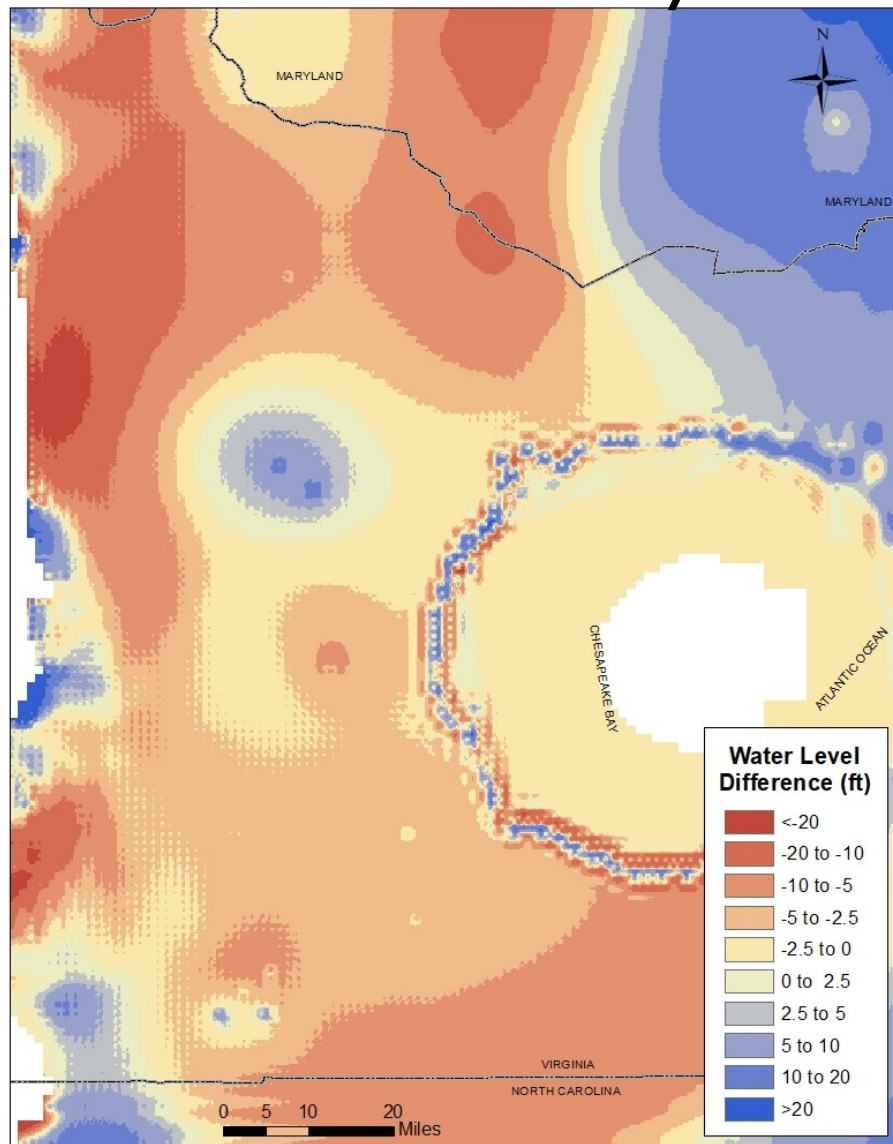 N
MARYLAND
MARYLAND
CHESAPEAKE BAY
ATLANTIC OCEAN
Water Level
Difference (ft)
<-20
-20 to -10
-10 to -5
-5 to -2.5
-2.5 to 0
0 to 2.5
2.5 to 5
5 to 10
10 to 20
>20
VIRGINIA
NORTH CAROLINA
0 5 10 20
Miles